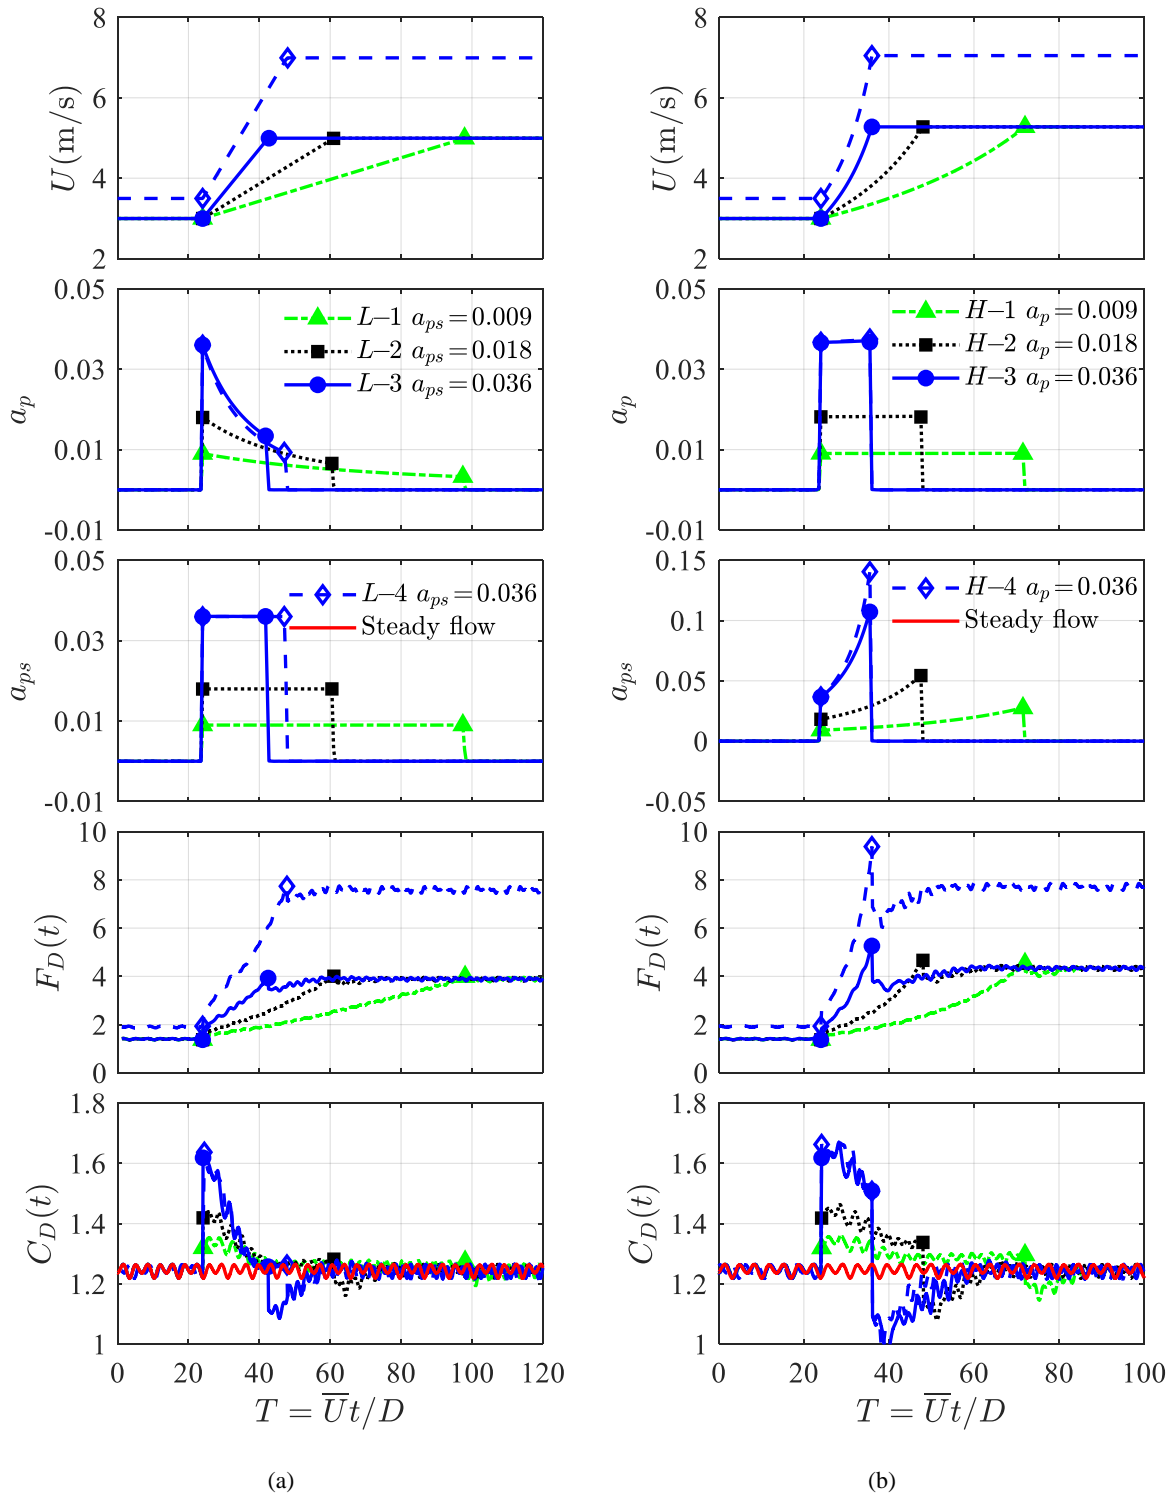 8
6
4
2
U(m/s)
8
6
4
2
U(m/s)
0.05
0.03
0.01
-0.01
a_p
L−1 a_ps = 0.009
L−2 a_ps = 0.018
L−3 a_ps = 0.036
0.05
0.03
0.01
-0.01
a_p
H−1 a_p = 0.009
H−2 a_p = 0.018
H−3 a_p = 0.036
0.05
0.03
0.01
-0.01
a_ps
L−4 a_ps = 0.036
Steady flow
0.15
0.1
0.05
0
-0.05
a_ps
H−4 a_p = 0.036
Steady flow
10
8
6
4
2
0
F_D(t)
10
8
6
4
2
0
F_D(t)
1.8
1.6
1.4
1.2
1
C_D(t)
0 20 40 60 80 100 120
T = U̅t/D
1.8
1.6
1.4
1.2
1
C_D(t)
0 20 40 60 80 100
T = U̅t/D
(a)
(b)